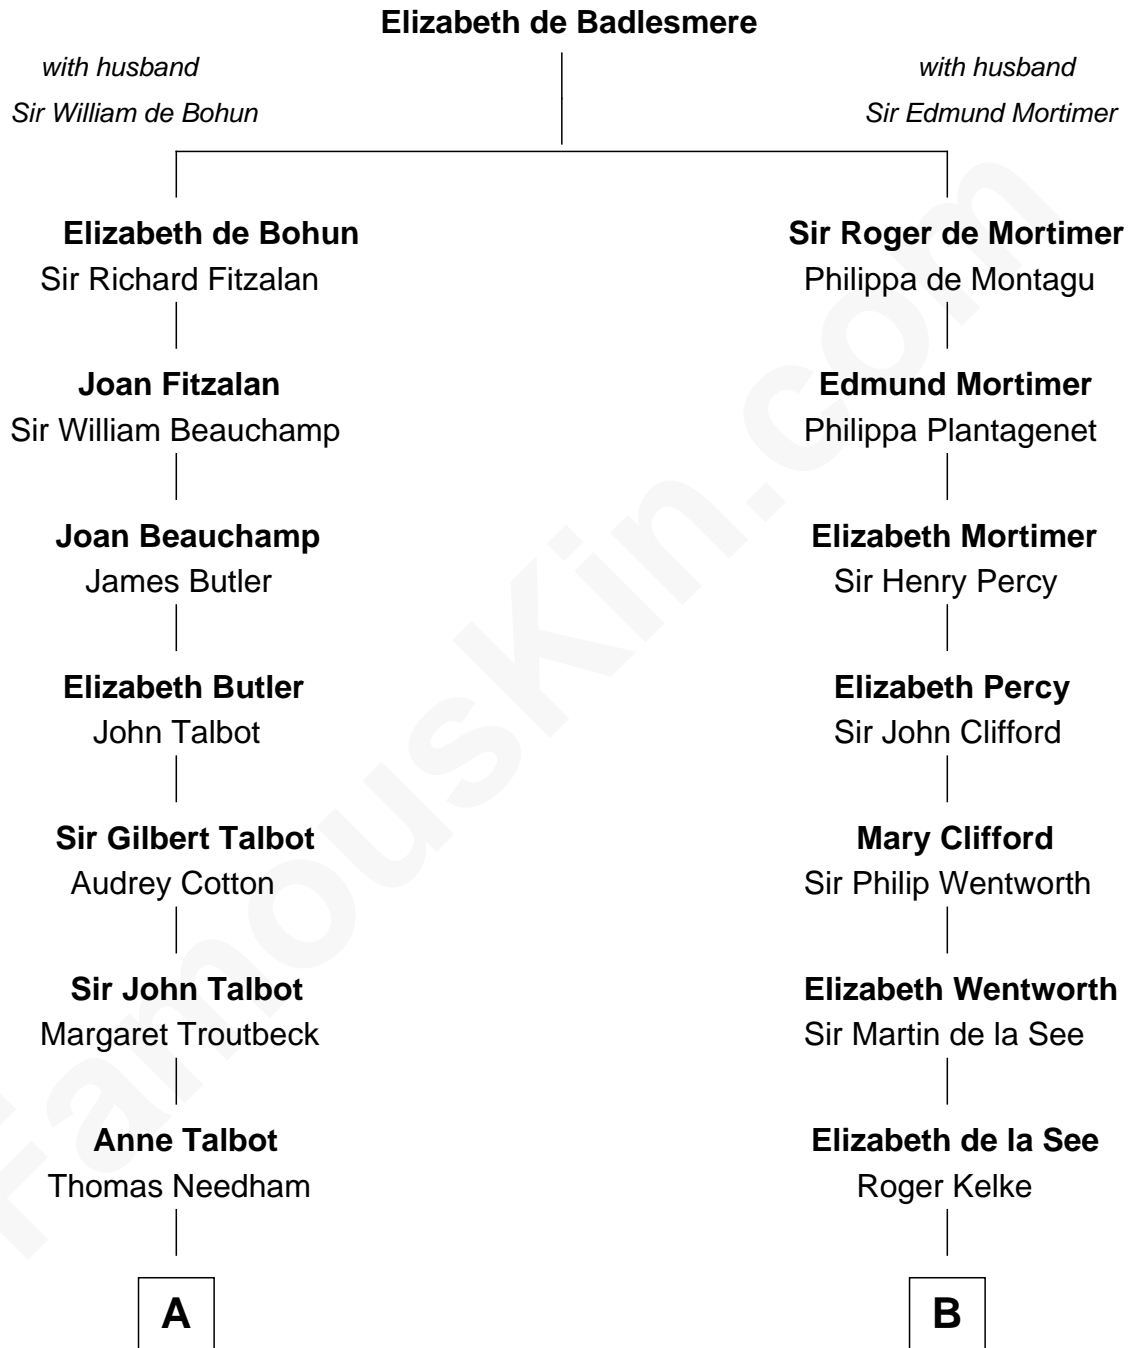 Elizabeth de Badlesmere
with husband
Sir William de Bohun
with husband
Sir Edmund Mortimer
Elizabeth de Bohun
Sir Richard Fitzalan
Sir Roger de Mortimer
Philippa de Montagu
Joan Fitzalan
Sir William Beauchamp
Edmund Mortimer
Philippa Plantagenet
Joan Beauchamp
James Butler
Elizabeth Mortimer
Sir Henry Percy
Elizabeth Butler
John Talbot
Elizabeth Percy
Sir John Clifford
Sir Gilbert Talbot
Audrey Cotton
Mary Clifford
Sir Philip Wentworth
Sir John Talbot
Margaret Troutbeck
Elizabeth Wentworth
Sir Martin de la See
Anne Talbot
Thomas Needham
Elizabeth de la See
Roger Kelke
A
B
FamousKin.com